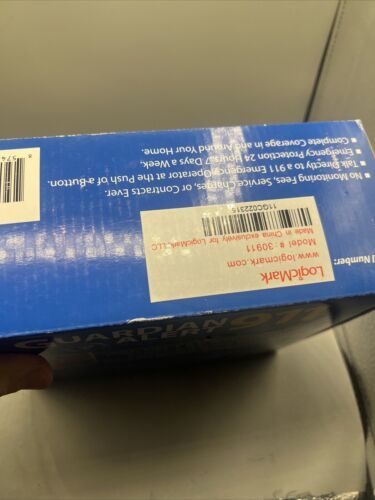 No Monitoring Fees, Service Charges, or Contracts Ever.
Talk Directly to a 911 Emergency Operator at the Push of a-Button.
Emergency Protection 24 Hours, 7 Days a Week.
Complete Coverage in and Around Your Home.
Number:
LogicMark
www.logicmark.com
Model # : 30911
Made in China exclusively for LogicMark, LLC
11GC022315
GUARDIAN 911
ALERT